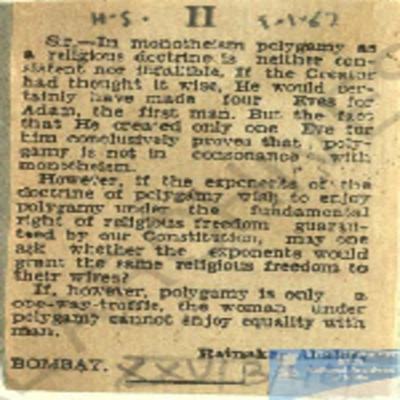 H.S. II 8-1-67
Sir,—In monotheism polygamy as
a religious doctrine is neither con-
sistent nor infallible. If the Creator
had thought it wise, He would cer-
tainly have made four Eves for
Adam, the first man. But the fact
that He created only one Eve for
him conclusively proves that poly-
gamy is not in consonance with
monotheism.
However, if the exponents of the
doctrine of polygamy wish to enjoy
polygamy under the fundamental
right of religious freedom guaran-
teed by our Constitution, may one
ask whether the exponents would
grant the same religious freedom to
their wives?
If, however, polygamy is only a
one-way-traffic, the woman under
polygamy cannot enjoy equality with
man.
BOMBAY.